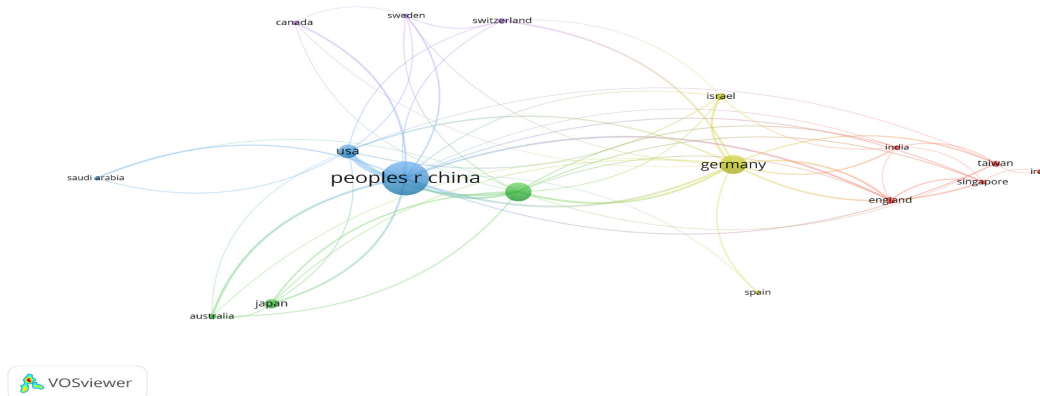 sweden
canada
switzerland
israel
usa
india
germany
taiwan
peoples r china
saudi arabia
singapore
england
spain
japan
australia
VOSviewer